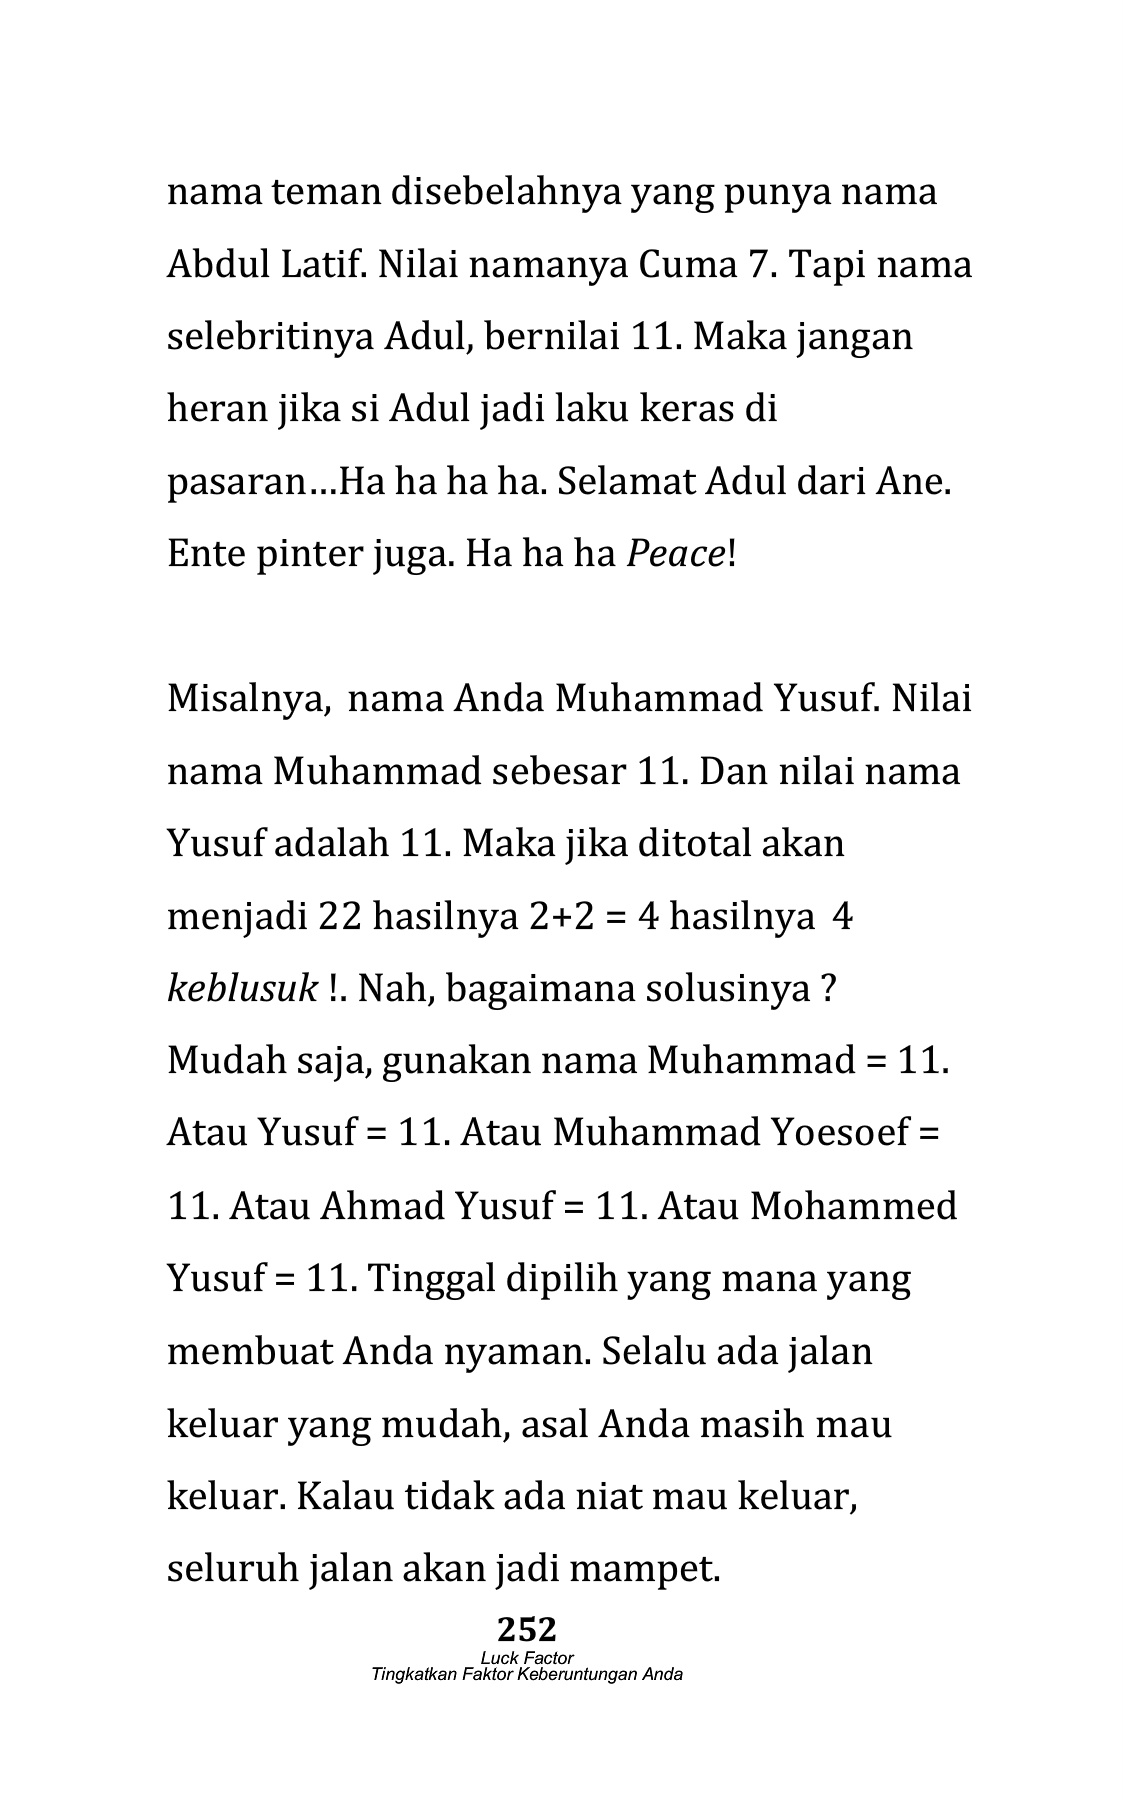 nama teman disebelahnya yang punya nama
Abdul Latif. Nilai namanya Cuma 7. Tapi nama
selebritinya Adul, bernilai 11. Maka jangan
heran jika si Adul jadi laku keras di
pasaran…Ha ha ha ha. Selamat Adul dari Ane.
Ente pinter juga. Ha ha ha Peace!
Misalnya,  nama Anda Muhammad Yusuf. Nilai
nama Muhammad sebesar 11. Dan nilai nama
Yusuf adalah 11. Maka jika ditotal akan
menjadi 22 hasilnya 2+2 = 4 hasilnya  4
keblusuk !. Nah, bagaimana solusinya ?
Mudah saja, gunakan nama Muhammad = 11.
Atau Yusuf = 11. Atau Muhammad Yoesoef =
11. Atau Ahmad Yusuf = 11. Atau Mohammed
Yusuf = 11. Tinggal dipilih yang mana yang
membuat Anda nyaman. Selalu ada jalan
keluar yang mudah, asal Anda masih mau
keluar. Kalau tidak ada niat mau keluar,
seluruh jalan akan jadi mampet.
252
Luck Factor
Tingkatkan Faktor Keberuntungan Anda